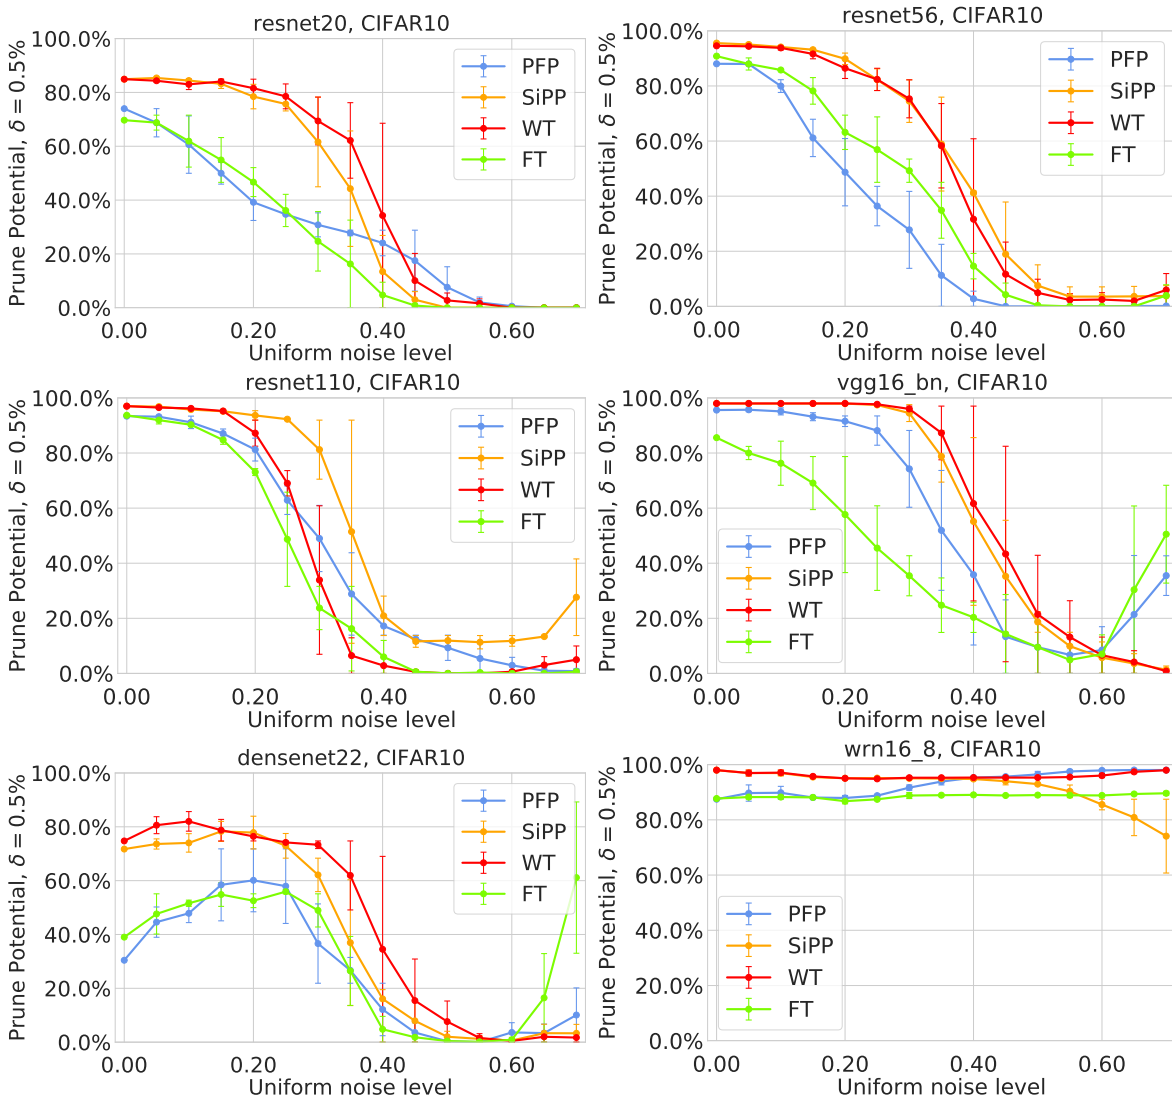 resnet20, CIFAR10
Prune Potential, δ = 0.5%
100.0%
80.0%
60.0%
40.0%
20.0%
0.0%
PFP
SiPP
WT
FT
0.00
0.20
0.40
0.60
Uniform noise level
resnet56, CIFAR10
Prune Potential, δ = 0.5%
100.0%
80.0%
60.0%
40.0%
20.0%
0.0%
PFP
SiPP
WT
FT
0.00
0.20
0.40
0.60
Uniform noise level
resnet110, CIFAR10
Prune Potential, δ = 0.5%
100.0%
80.0%
60.0%
40.0%
20.0%
0.0%
PFP
SiPP
WT
FT
0.00
0.20
0.40
0.60
Uniform noise level
vgg16_bn, CIFAR10
Prune Potential, δ = 0.5%
100.0%
80.0%
60.0%
40.0%
20.0%
0.0%
PFP
SiPP
WT
FT
0.00
0.20
0.40
0.60
Uniform noise level
densenet22, CIFAR10
Prune Potential, δ = 0.5%
100.0%
80.0%
60.0%
40.0%
20.0%
0.0%
PFP
SiPP
WT
FT
0.00
0.20
0.40
0.60
Uniform noise level
wrn16_8, CIFAR10
Prune Potential, δ = 0.5%
100.0%
80.0%
60.0%
40.0%
20.0%
0.0%
PFP
SiPP
WT
FT
0.00
0.20
0.40
0.60
Uniform noise level